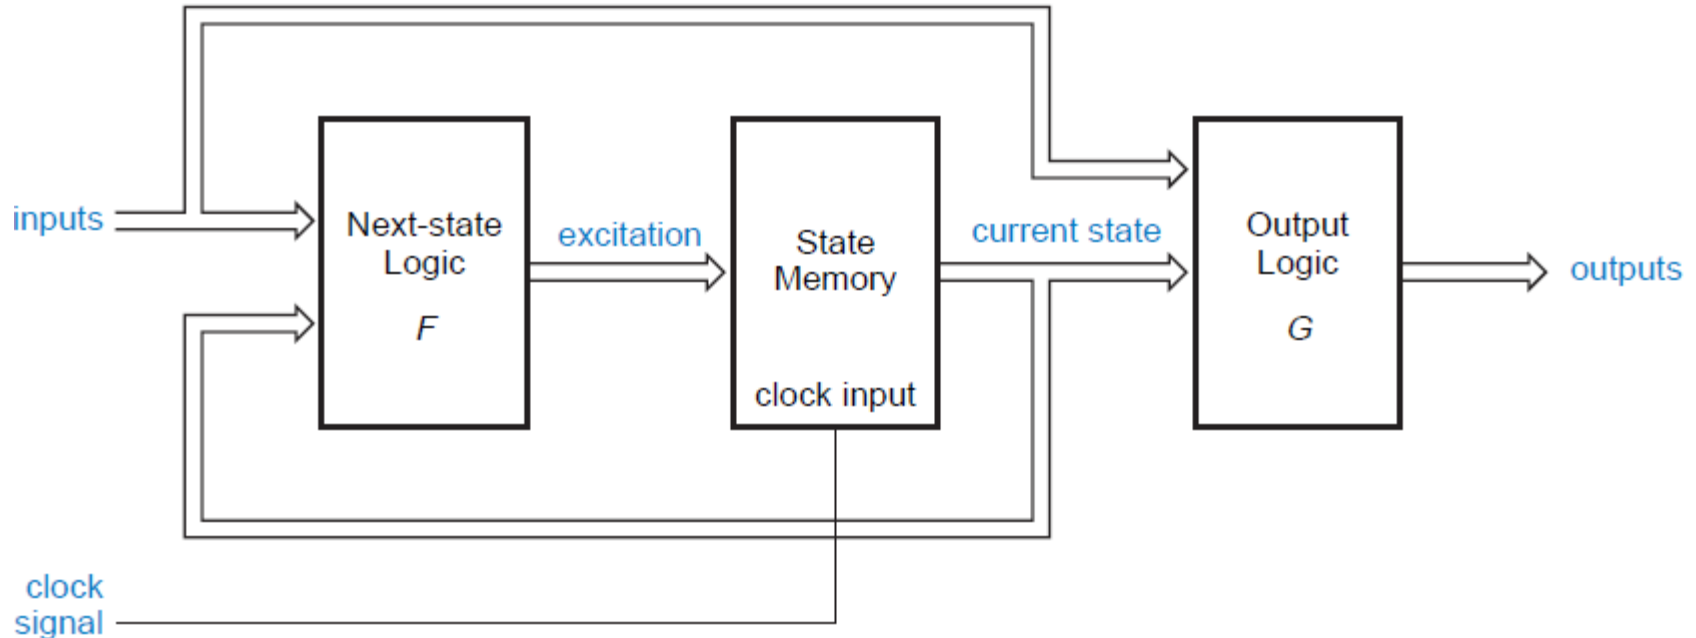 inputs
Next-state
Logic
F
excitation
State
Memory
clock input
current state
Output
Logic
G
outputs
clock
signal